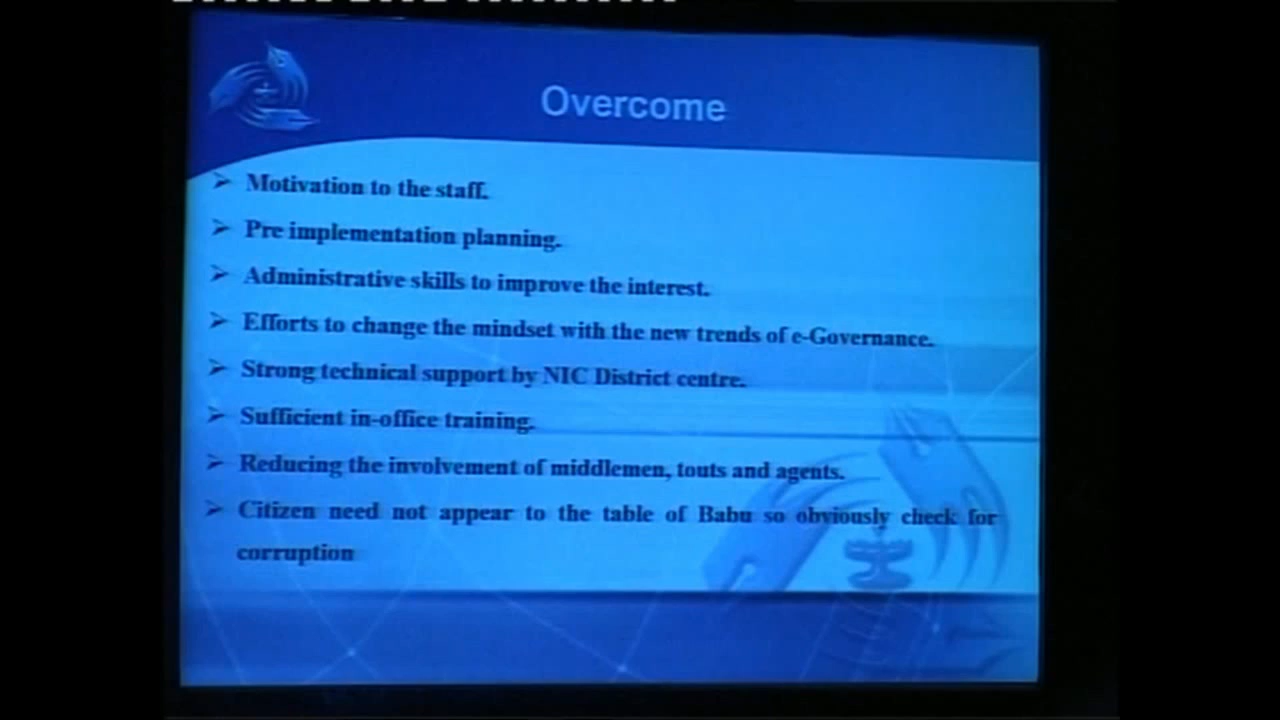 Overcome
➢ Motivation to the staff.
➢ Pre implementation planning.
➢ Administrative skills to improve the interest.
➢ Efforts to change the mindset with the new trends of e-Governance.
➢ Strong technical support by NIC District centre.
➢ Sufficient in-office training.
➢ Reducing the involvement of middlemen, touts and agents.
➢ Citizen need not appear to the table of Babu so obviously check for
corruption